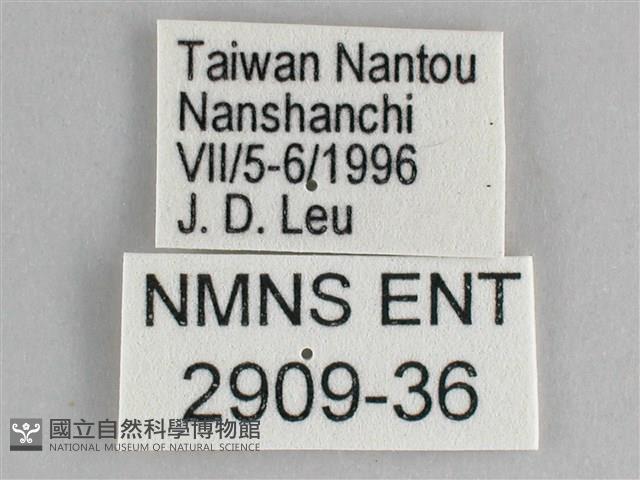 Taiwan Nantou
Nanshanchi
VII/5-6/1996
J. D. Leu
NMNS ENT
2909-36
國立自然科學博物館
NATIONAL MUSEUM OF NATURAL SCIENCE